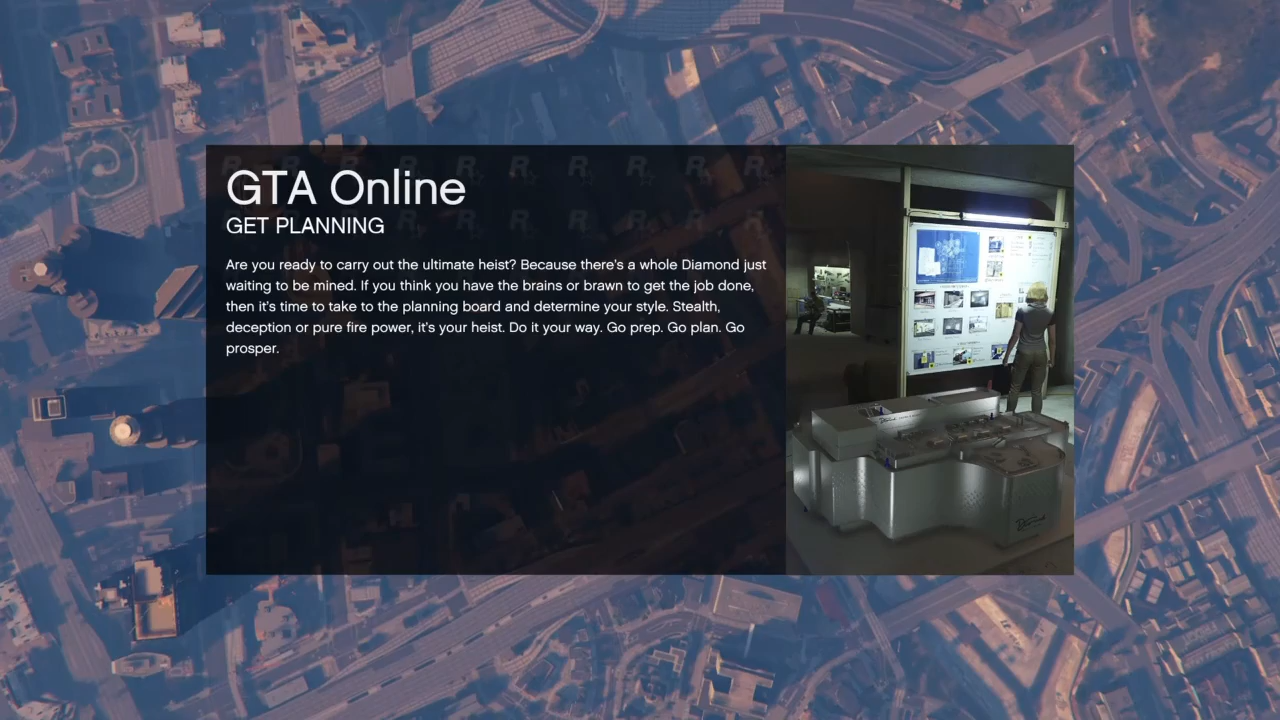 GTA Online
GET PLANNING
Are you ready to carry out the ultimate heist? Because there's a whole Diamond just
waiting to be mined. If you think you have the brains or brawn to get the job done,
then it's time to take to the planning board and determine your style. Stealth,
deception or pure fire power, it's your heist. Do it your way. Go prep. Go plan. Go
prosper.